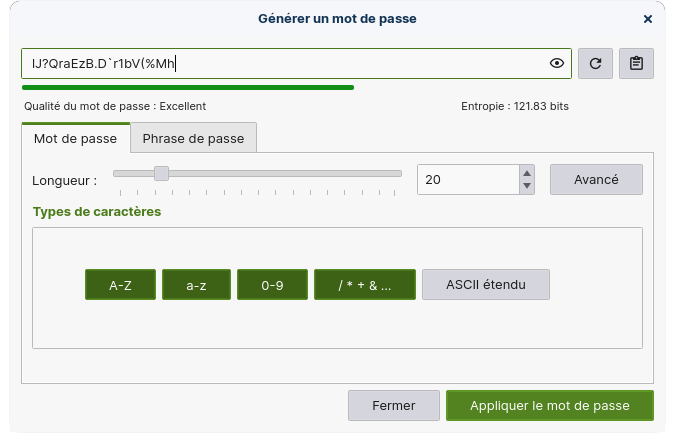 Générer un mot de passe
IJ?QraEzB.D`r1bV(%Mh
Qualité du mot de passe : Excellent
Entropie : 121.83 bits
Mot de passe
Phrase de passe
Longueur :
20
Avancé
Types de caractères
A-Z
a-z
0-9
/ * + & ...
ASCII étendu
Fermer
Appliquer le mot de passe